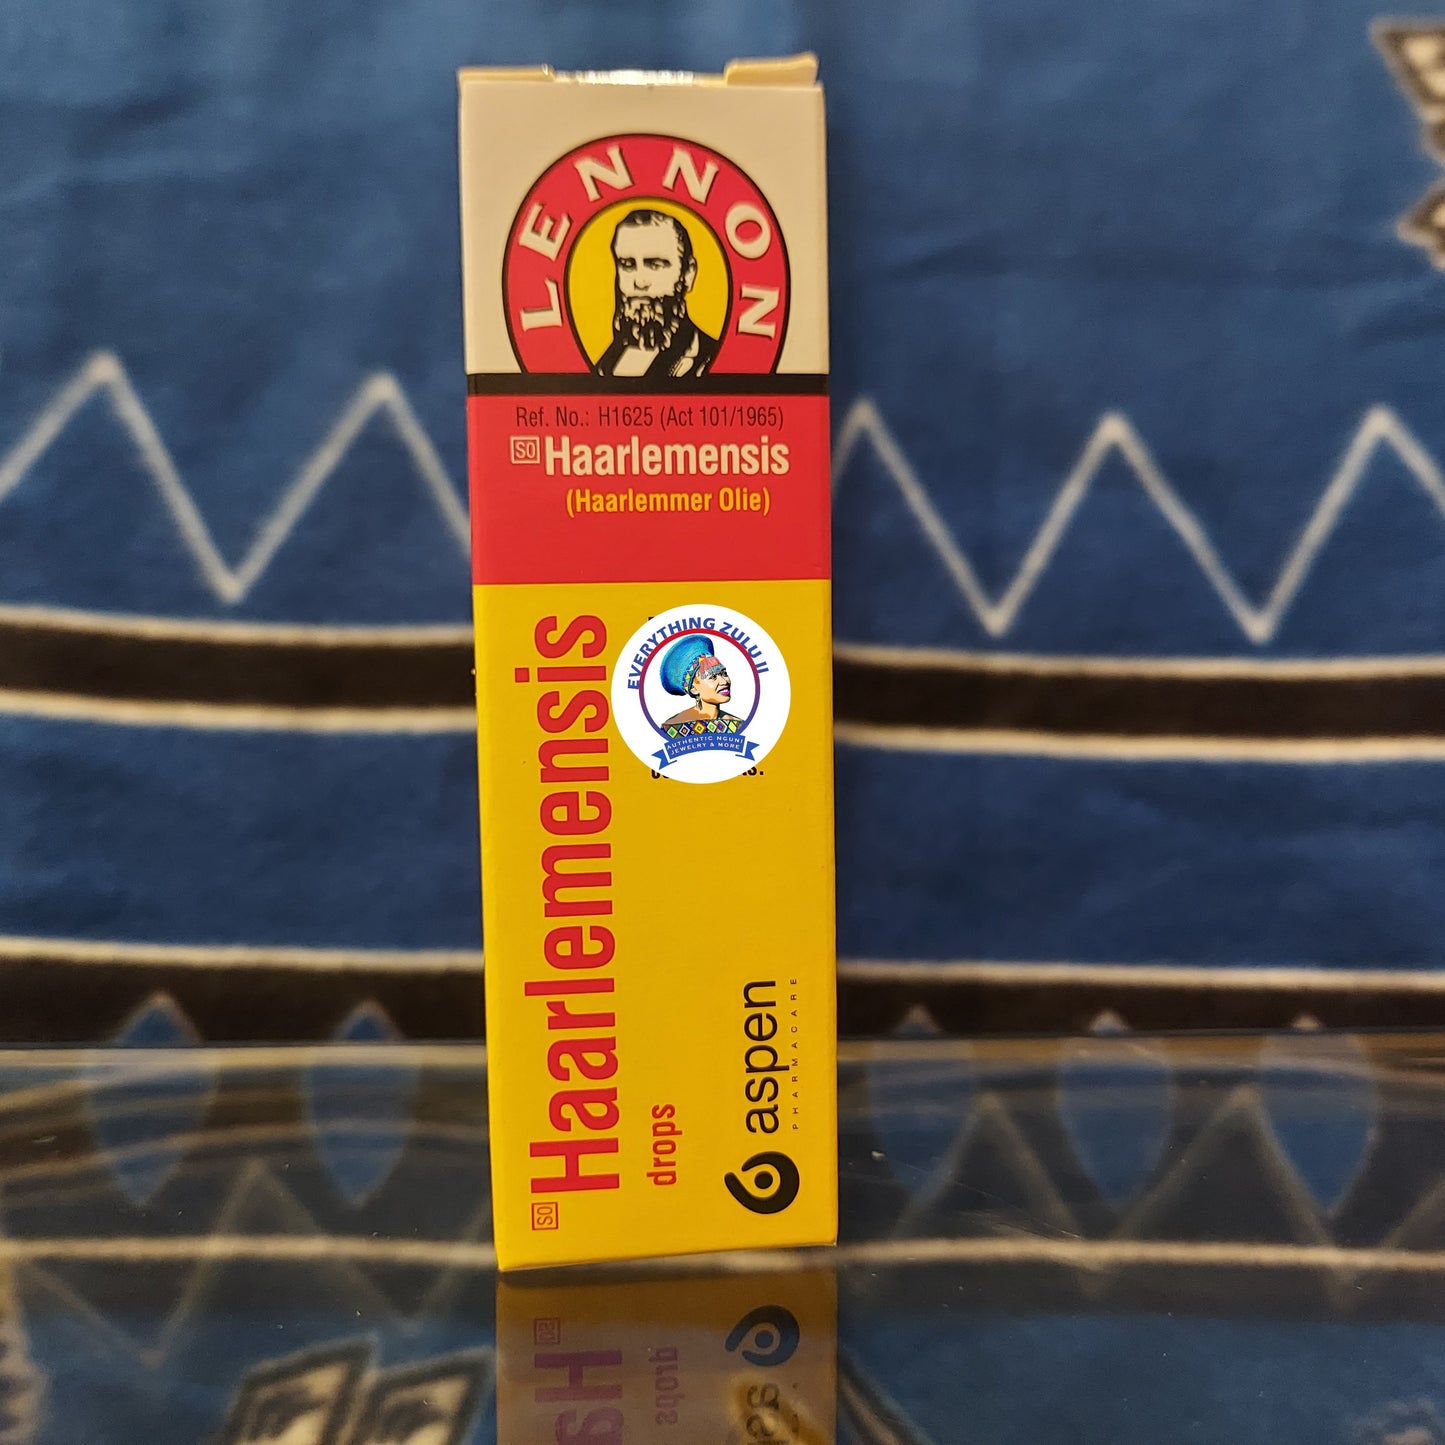 LENNON
Ref. No.: H1625 (Act 101/1965)
S0 Haarlemensis
(Haarlemmer Olie)
S0 Haarlemensis
drops
EVERYTHING ZULU II
AUTHENTIC NGUNI
JEWELRY & MORE
aspen
PHARMACARE